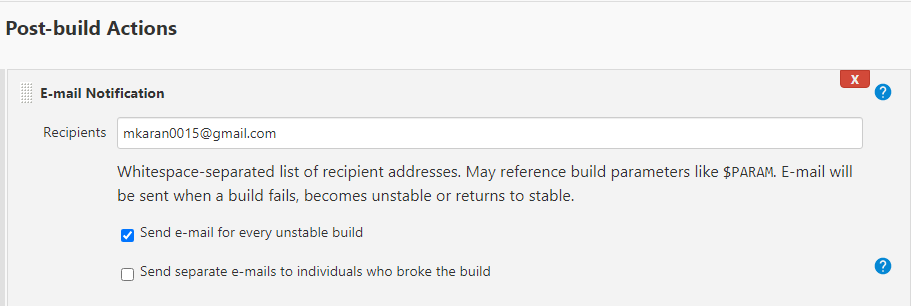 Post-build Actions
X
E-mail Notification
?
Recipients mkaran0015@gmail.com
Whitespace-separated list of recipient addresses. May reference build parameters like $PARAM. E-mail will
be sent when a build fails, becomes unstable or returns to stable.
Send e-mail for every unstable build
Send separate e-mails to individuals who broke the build
?